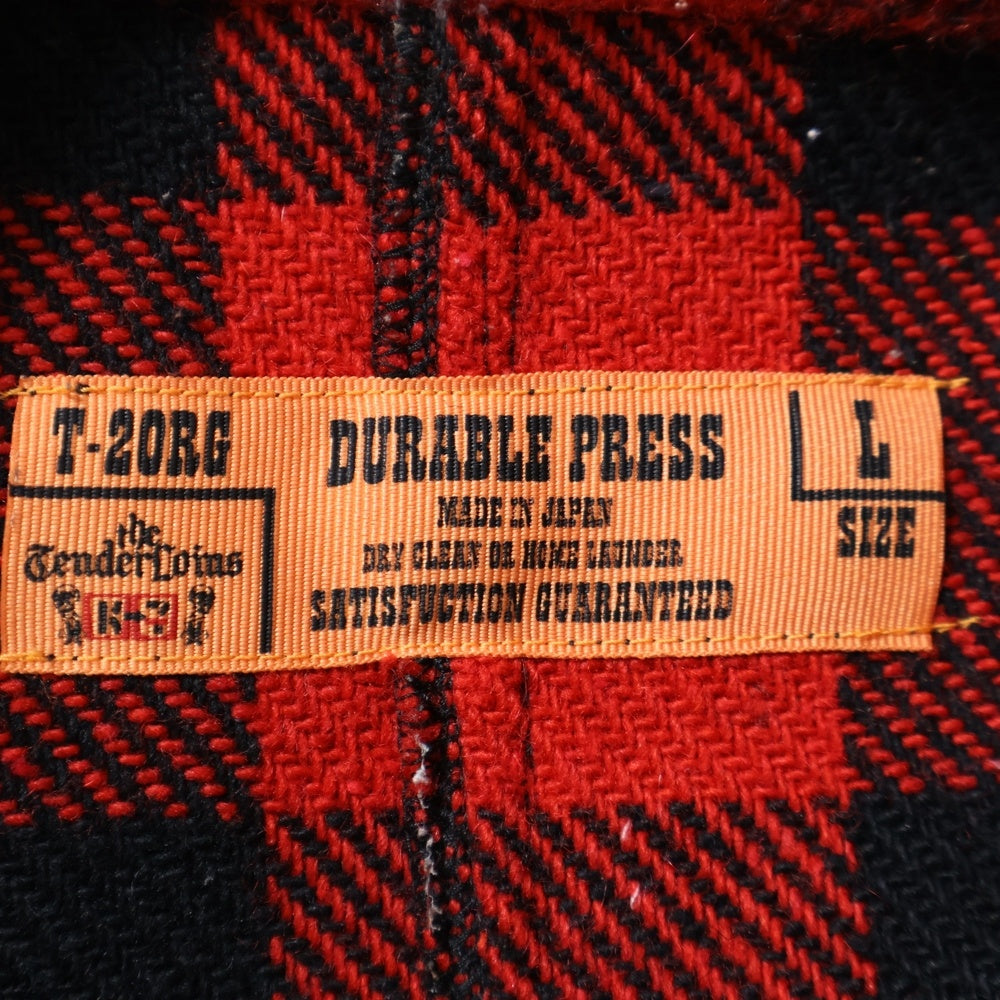 T-20RG
the
TenderLoins
K-3
DURABLE PRESS
MADE IN JAPAN
DRY CLEAN OR HOME LAUNDER
SATISFUCTION GUARANTEED
L
SIZE